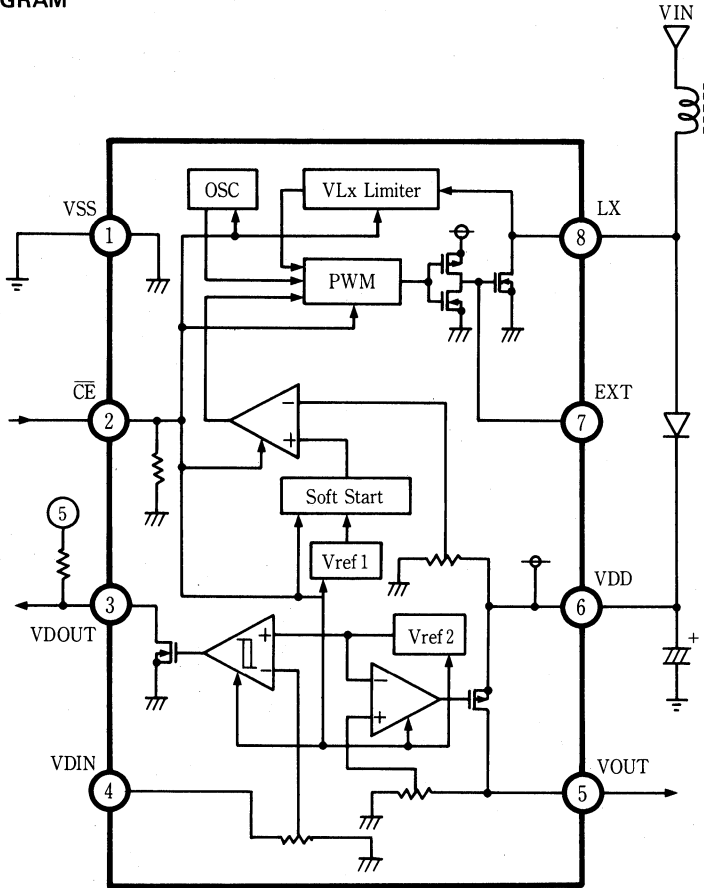 GRAM
VIN
OSC
VLx Limiter
VSS
1
LX
8
PWM
CE
2
EXT
7
−
+
Soft Start
5
Vref 1
VDD
6
3
VDOUT
+
−
Vref 2
+
−
+
VDIN
4
VOUT
5